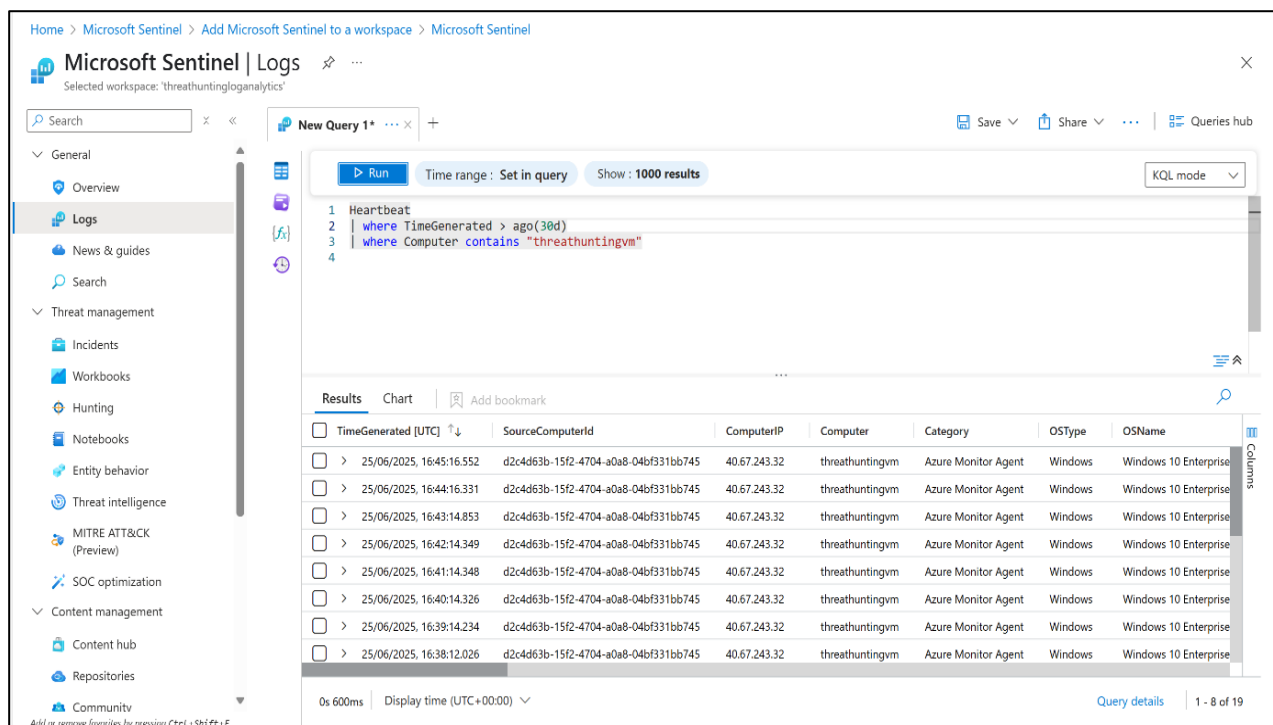 Home > Microsoft Sentinel > Add Microsoft Sentinel to a workspace > Microsoft Sentinel
Microsoft Sentinel | Logs
Selected workspace: 'threathuntingloganalytics'
Search
General
Overview
Logs
News & guides
Search
Threat management
Incidents
Workbooks
Hunting
Notebooks
Entity behavior
Threat intelligence
MITRE ATT&CK
(Preview)
SOC optimization
Content management
Content hub
Repositories
Community
Add or remove favorites by pressing Ctrl+Shift+F
New Query 1*
Save Share Queries hub
Run Time range : Set in query Show : 1000 results KQL mode
1 Heartbeat
2 | where TimeGenerated > ago(30d)
3 | where Computer contains "threathuntingvm"
4
Results Chart Add bookmark
TimeGenerated [UTC] SourceComputerId ComputerIP Computer Category OSType OSName
25/06/2025, 16:45:16.552 d2c4d63b-15f2-4704-a0a8-04bf331bb745 40.67.243.32 threathuntingvm Azure Monitor Agent Windows Windows 10 Enterprise
25/06/2025, 16:44:16.331 d2c4d63b-15f2-4704-a0a8-04bf331bb745 40.67.243.32 threathuntingvm Azure Monitor Agent Windows Windows 10 Enterprise
25/06/2025, 16:43:14.853 d2c4d63b-15f2-4704-a0a8-04bf331bb745 40.67.243.32 threathuntingvm Azure Monitor Agent Windows Windows 10 Enterprise
25/06/2025, 16:42:14.349 d2c4d63b-15f2-4704-a0a8-04bf331bb745 40.67.243.32 threathuntingvm Azure Monitor Agent Windows Windows 10 Enterprise
25/06/2025, 16:41:14.348 d2c4d63b-15f2-4704-a0a8-04bf331bb745 40.67.243.32 threathuntingvm Azure Monitor Agent Windows Windows 10 Enterprise
25/06/2025, 16:40:14.326 d2c4d63b-15f2-4704-a0a8-04bf331bb745 40.67.243.32 threathuntingvm Azure Monitor Agent Windows Windows 10 Enterprise
25/06/2025, 16:39:14.234 d2c4d63b-15f2-4704-a0a8-04bf331bb745 40.67.243.32 threathuntingvm Azure Monitor Agent Windows Windows 10 Enterprise
25/06/2025, 16:38:12.026 d2c4d63b-15f2-4704-a0a8-04bf331bb745 40.67.243.32 threathuntingvm Azure Monitor Agent Windows Windows 10 Enterprise
Columns
0s 600ms Display time (UTC+00:00) Query details 1 - 8 of 19